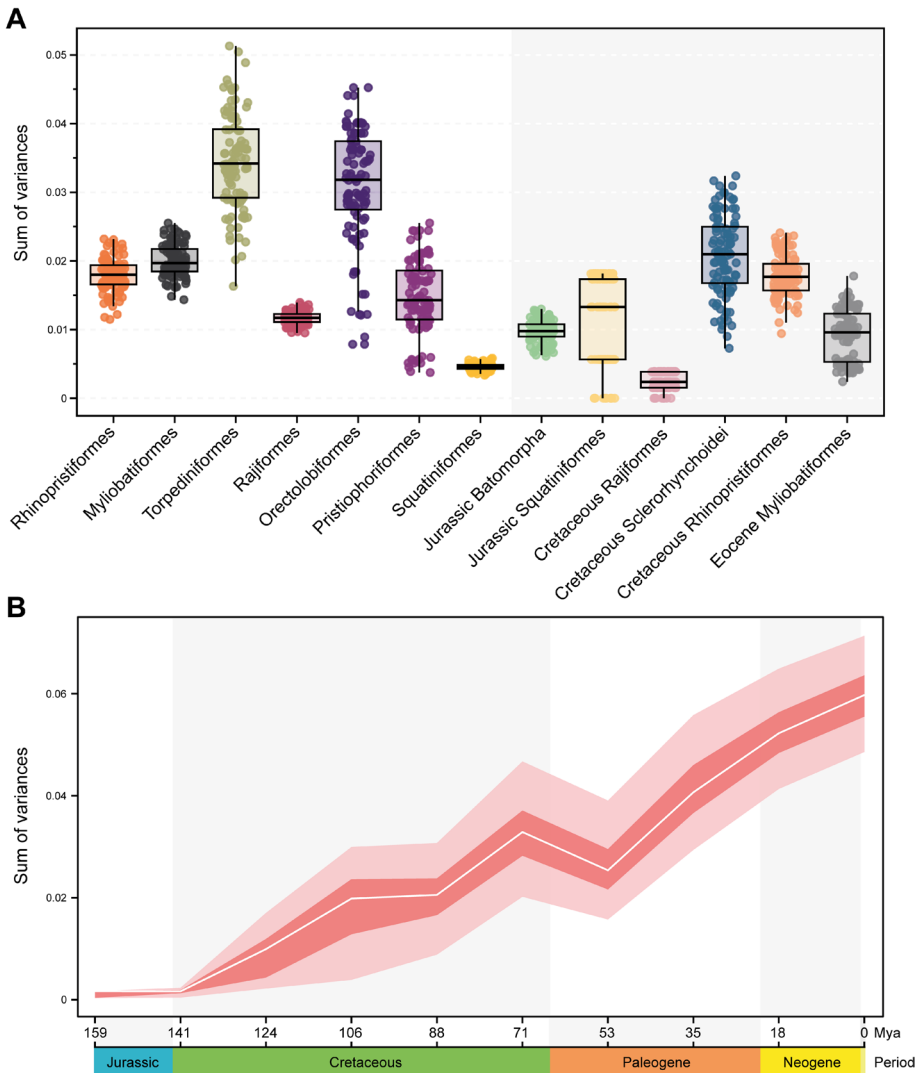 A
Sum of variances
0.05
0.04
0.03
0.02
0.01
0
Rhinopristiformes
Myliobatiformes
Torpediniformes
Rajiformes
Orectolobiformes
Pristiophoriformes
Squatiniformes
Jurassic Batomorpha
Jurassic Squatiniformes
Cretaceous Rajiformes
Cretaceous Sclerorhynchoidei
Cretaceous Rhinopristiformes
Eocene Myliobatiformes
B
Sum of variances
0.06
0.04
0.02
0
159 141 124 106 88 71 53 35 18 0 Mya
Jurassic Cretaceous Paleogene Neogene Period